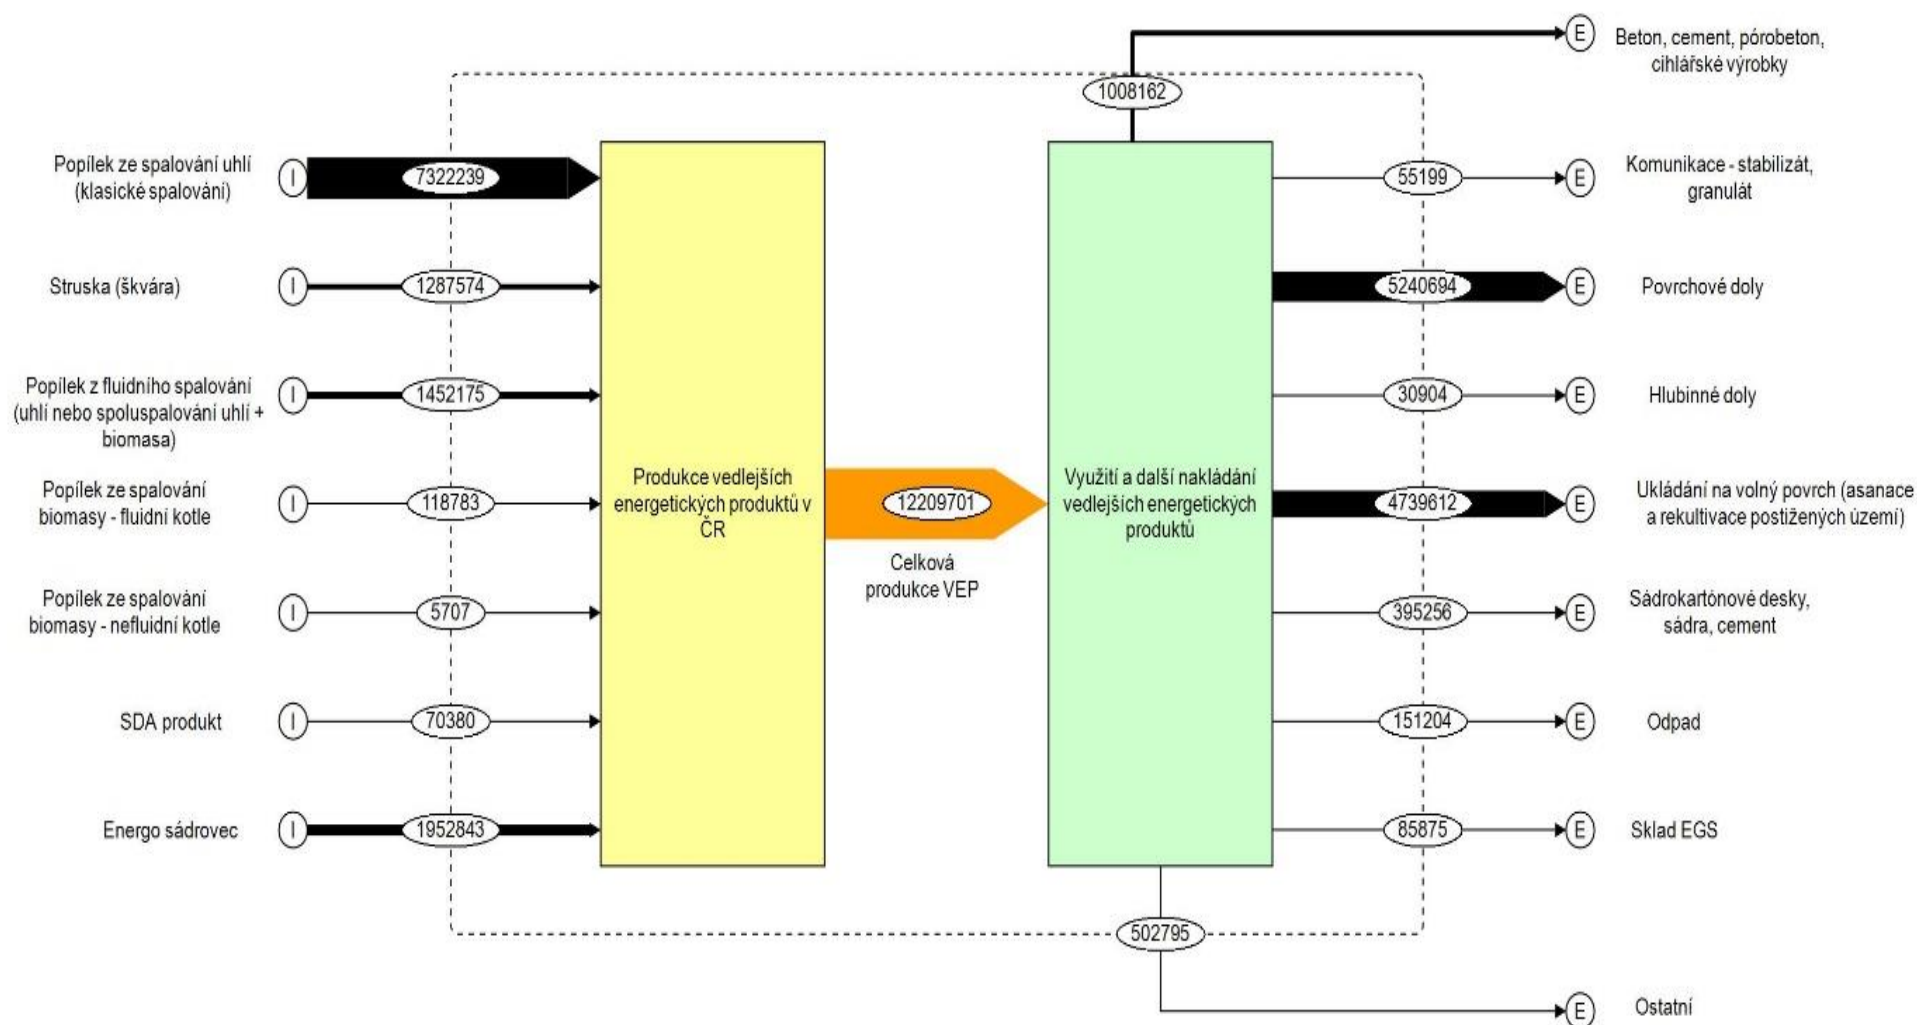 Beton, cement, pórobeton,
cihlářské výrobky
1008162
Popílek ze spalování uhlí
(klasické spalování)
I
7322239
55199
E
E
Komunikace - stabilizát,
granulát
Struska (škvára)
I
1287574
5240694
E
Povrchové doly
Popílek z fluidního spalování
(uhlí nebo spoluspalování uhlí +
biomasa)
I
1452175
30904
E
Hlubinné doly
Popílek ze spalování
biomasy - fluidní kotle
I
118783
Produkce vedlejších
energetických produktů v
ČR
12209701
Celková
produkce VEP
Využití a další nakládání
vedlejších energetických
produktů
4739612
E
Ukládání na volný povrch (asanace
a rekultivace postižených území)
Popílek ze spalování
biomasy - nefluidní kotle
I
5707
395256
E
Sádrokartónové desky,
sádra, cement
SDA produkt
I
70380
151204
E
Odpad
Energo sádrovec
I
1952843
85875
E
Sklad EGS
502795
E
Ostatní